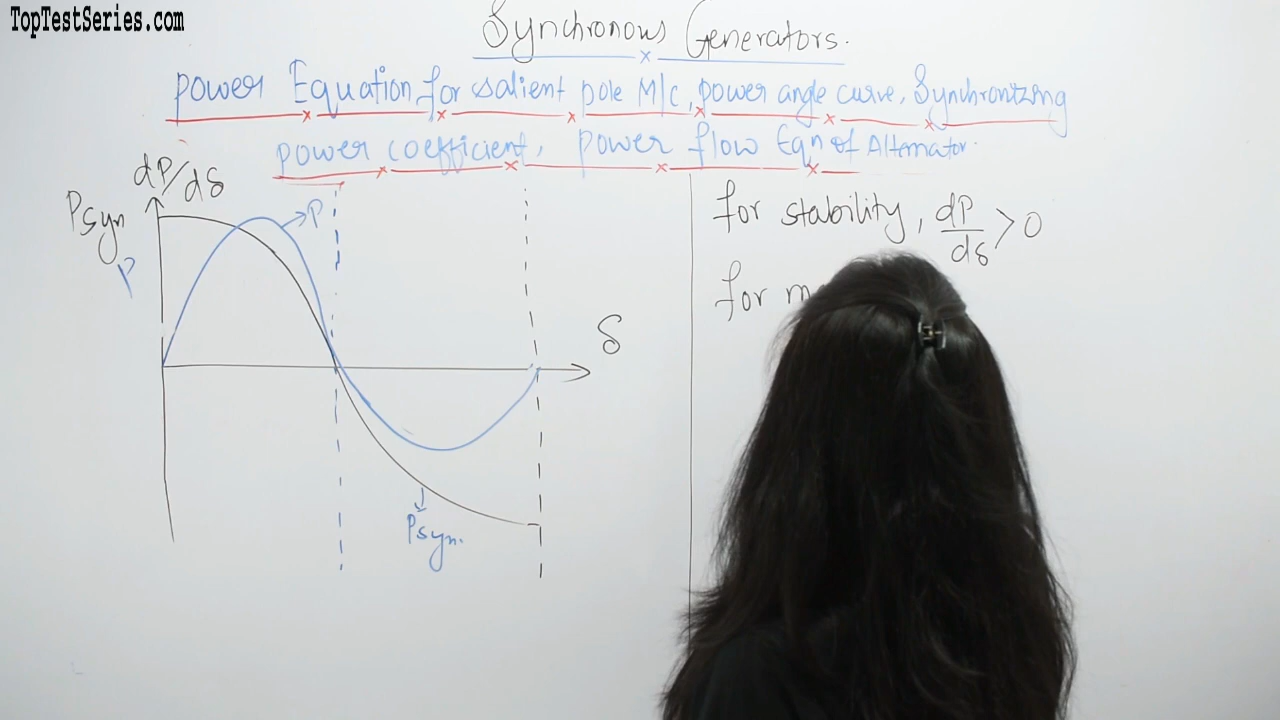 TopTestSeries.com
Synchronous Generators.
Power Equation for salient pole M/c, power angle curve, Synchronizing
power coefficient, power flow Eqn of Alternator.
dP/dδ
Psyn
P
P
δ
Psyn.
for stability, dP/dδ > 0
for